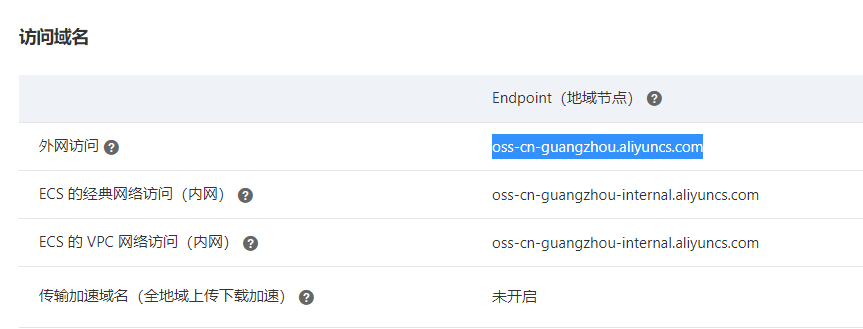 访问域名
Endpoint（地域节点） ?
外网访问 ? oss-cn-guangzhou.aliyuncs.com
ECS 的经典网络访问（内网） ? oss-cn-guangzhou-internal.aliyuncs.com
ECS 的 VPC 网络访问（内网） ? oss-cn-guangzhou-internal.aliyuncs.com
传输加速域名（全地域上传下载加速） ? 未开启